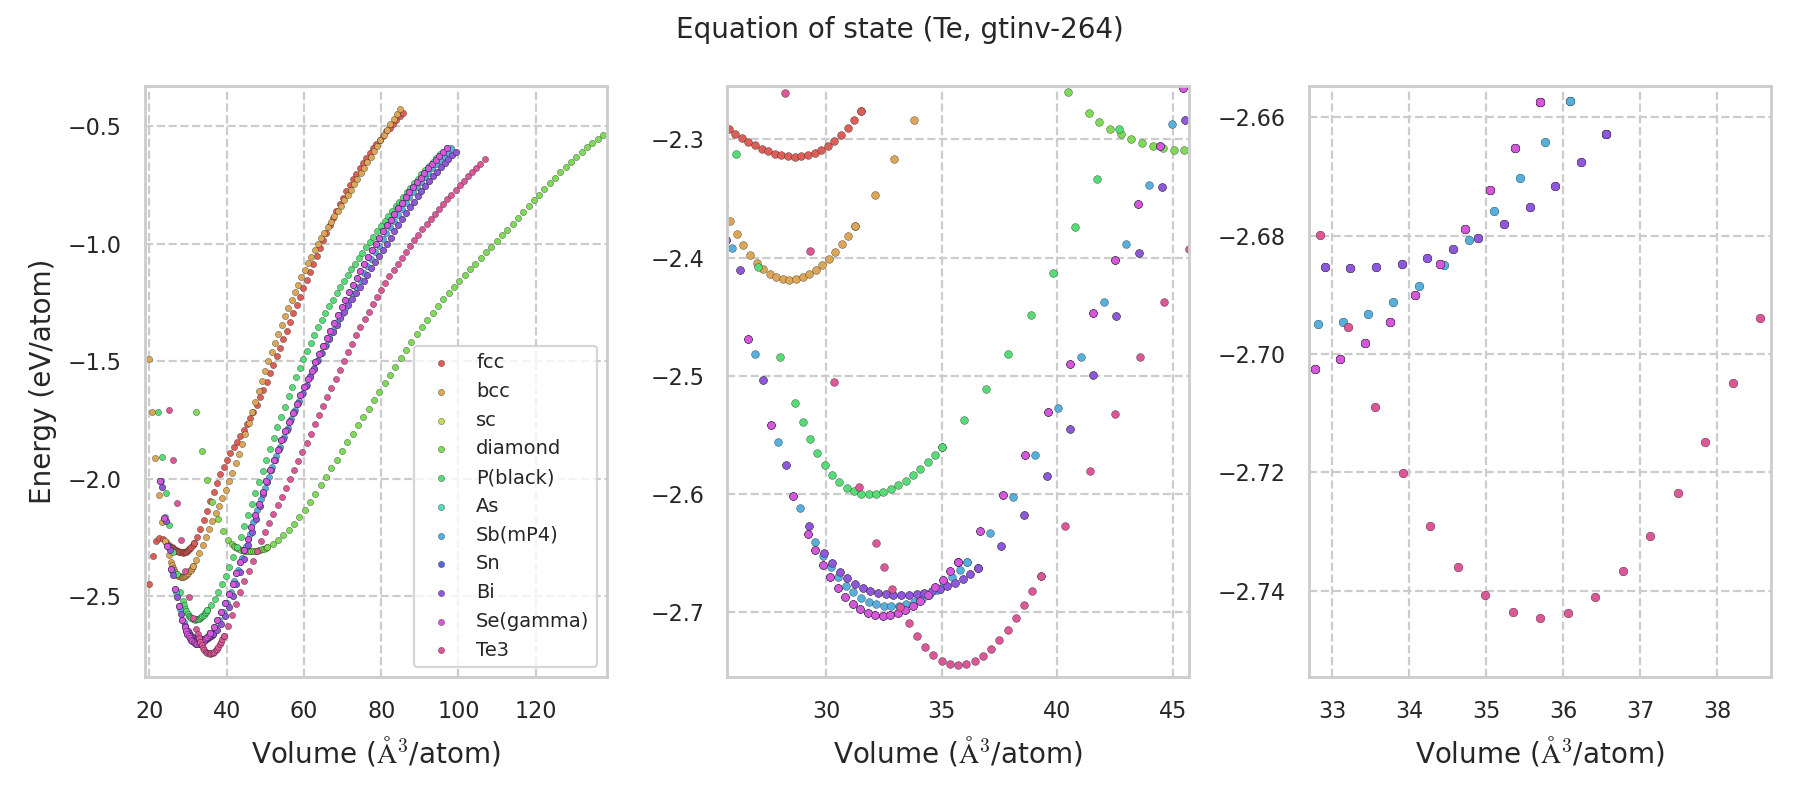 Equation of state (Te, gtinv-264)
Energy (eV/atom)
−0.5
−1.0
−1.5
−2.0
−2.5
20 40 60 80 100 120
Volume (Å³/atom)
fcc
bcc
sc
diamond
P(black)
As
Sb(mP4)
Sn
Bi
Se(gamma)
Te3
−2.3
−2.4
−2.5
−2.6
−2.7
30 35 40 45
Volume (Å³/atom)
−2.66
−2.68
−2.70
−2.72
−2.74
33 34 35 36 37 38
Volume (Å³/atom)